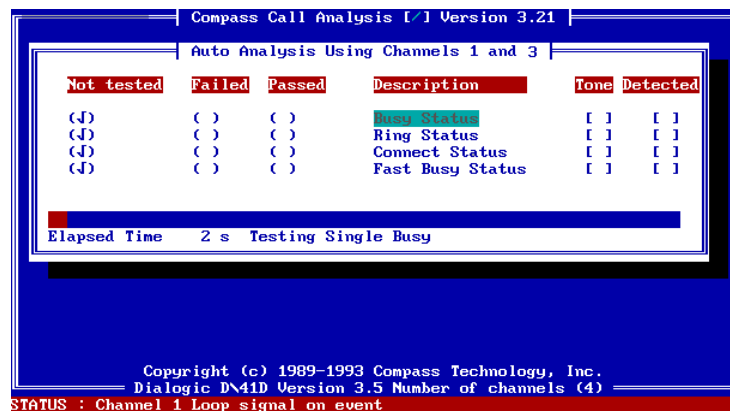 Compass Call Analysis [/] Version 3.21
Auto Analysis Using Channels 1 and 3
Not tested Failed Passed Description Tone Detected
(√) ( ) ( ) Busy Status [ ] [ ]
(√) ( ) ( ) Ring Status [ ] [ ]
(√) ( ) ( ) Connect Status [ ] [ ]
(√) ( ) ( ) Fast Busy Status [ ] [ ]
Elapsed Time 2 s Testing Single Busy
Copyright (c) 1989-1993 Compass Technology, Inc.
Dialogic D\41D Version 3.5 Number of channels (4)
STATUS : Channel 1 Loop signal on event